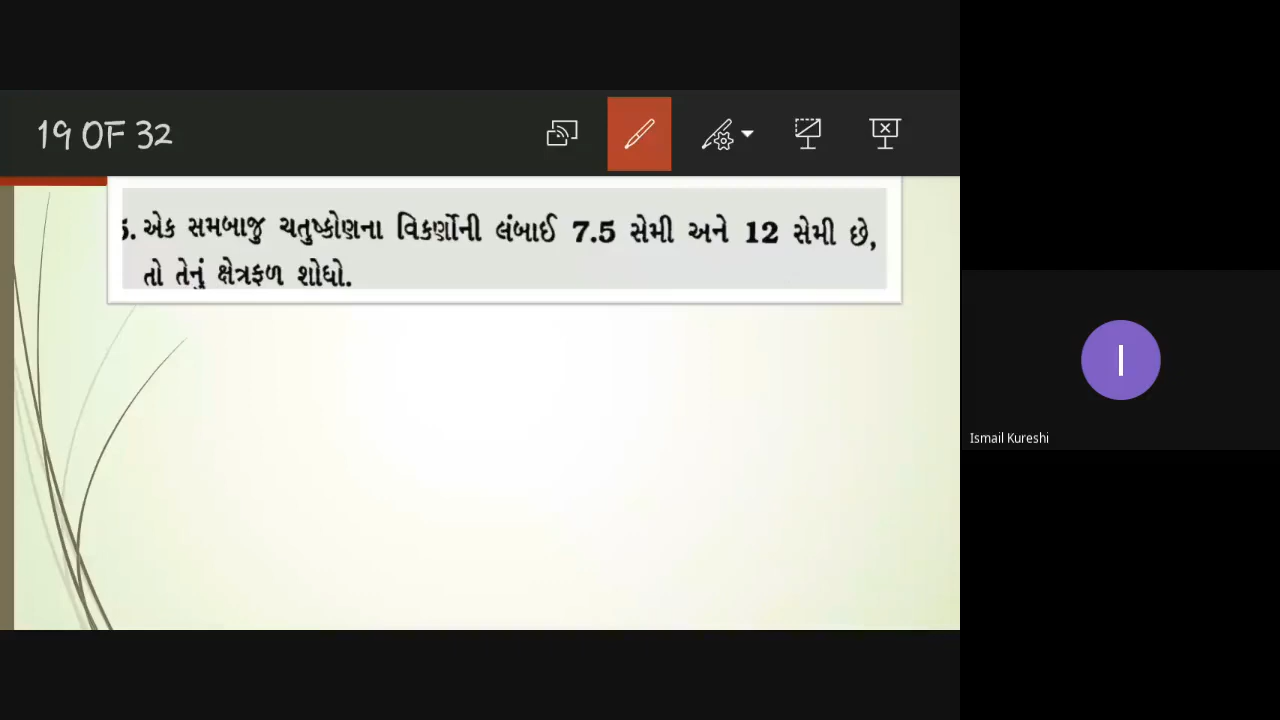 19 OF 32
5. એક સમબાજુ ચતુષ્કોણના વિકર્ણોની લંબાઈ 7.5 સેમી અને 12 સેમી છે,
તો તેનું ક્ષેત્રફળ શોધો.
I
Ismail Kureshi